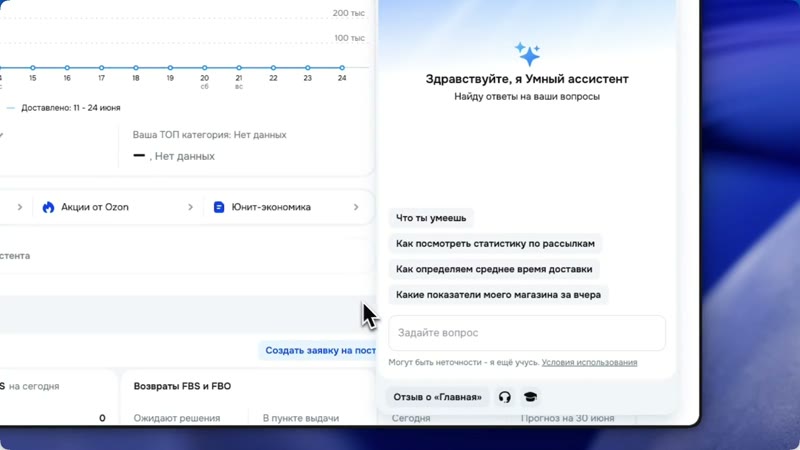 200 тыс
100 тыс
15 16 17 18 19 20 21 22 23 24
сб вс
Доставлено: 11 - 24 июня
Ваша ТОП категория: Нет данных
— , Нет данных
Акции от Ozon
Юнит-экономика
стента
Создать заявку на пост
S на сегодня
0
Возвраты FBS и FBO
Ожидают решения
В пункте выдачи
Сегодня
Прогноз на 30 июня
Здравствуйте, я Умный ассистент
Найду ответы на ваши вопросы
Что ты умеешь
Как посмотреть статистику по рассылкам
Как определяем среднее время доставки
Какие показатели моего магазина за вчера
Задайте вопрос
Могут быть неточности - я ещё учусь. Условия использования
Отзыв о «Главная»